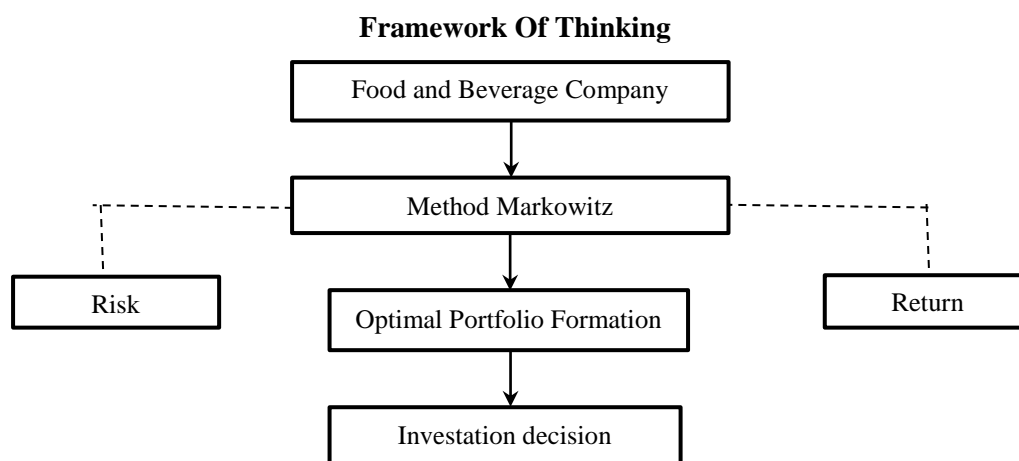 Framework Of Thinking
Food and Beverage Company
Method Markowitz
Risk
Return
Optimal Portfolio Formation
Investation decision